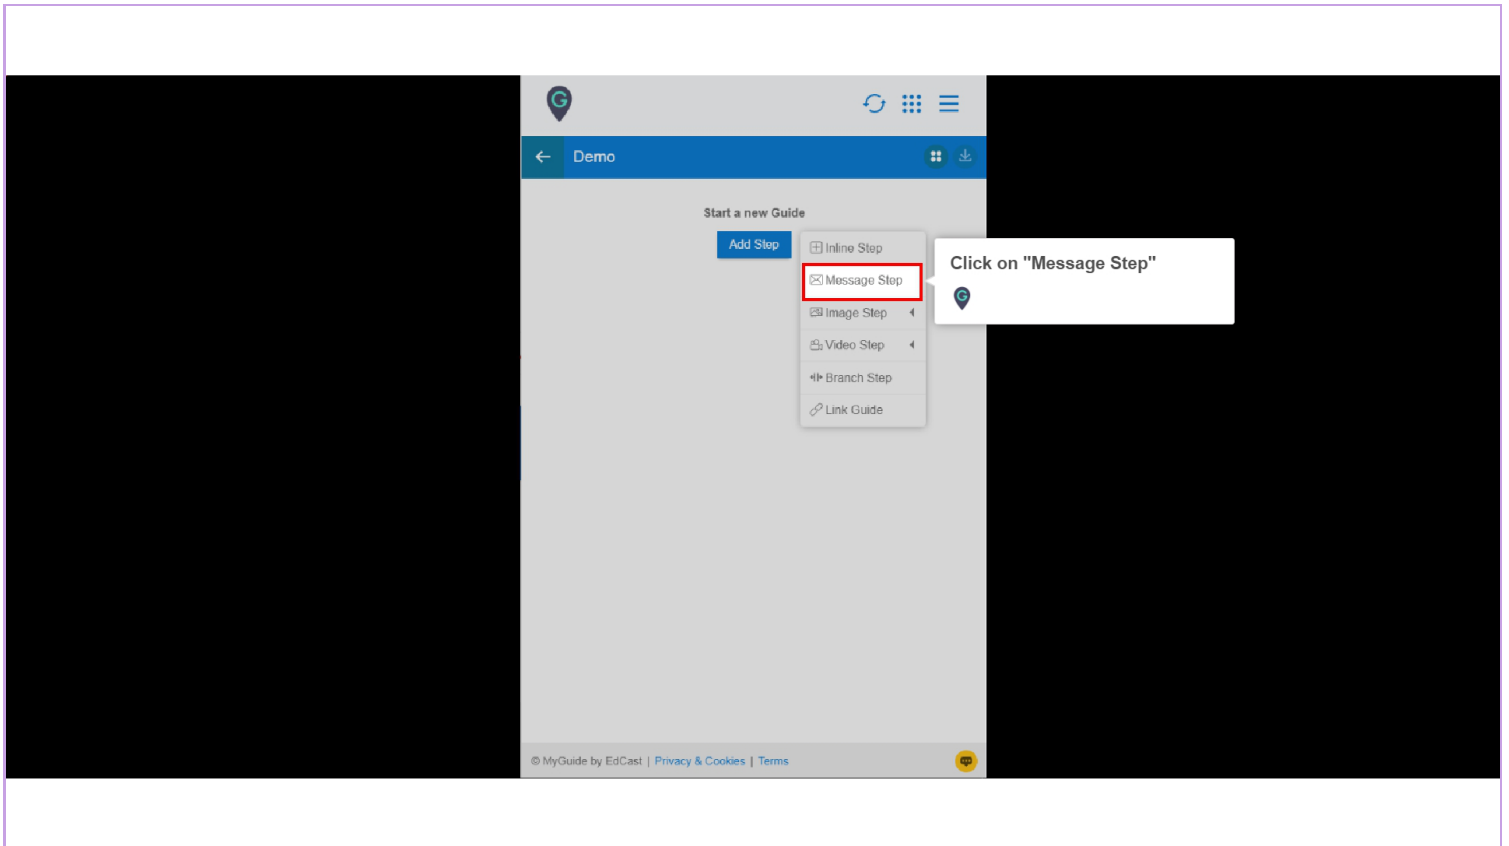 Demo
Start a new Guide
Add Step
Inline Step
Message Step
Click on "Message Step"
Image Step
Video Step
Branch Step
Link Guide
© MyGuide by EdCast | Privacy & Cookies | Terms